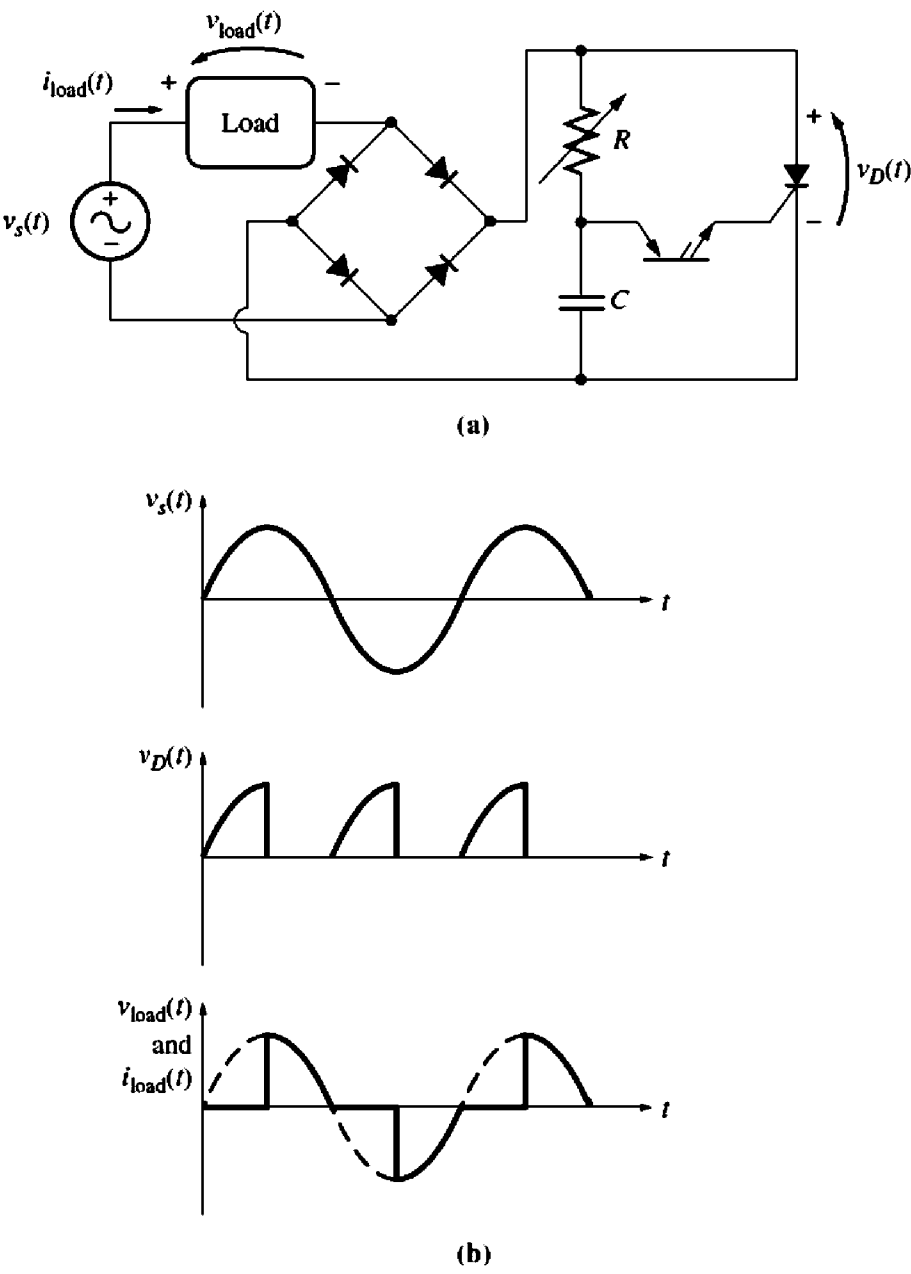 v_load(t)
i_load(t)
+
−
Load
+
−
v_s(t)
R
C
+
−
v_D(t)
(a)
v_s(t)
t
v_D(t)
t
v_load(t)
and
i_load(t)
t
(b)